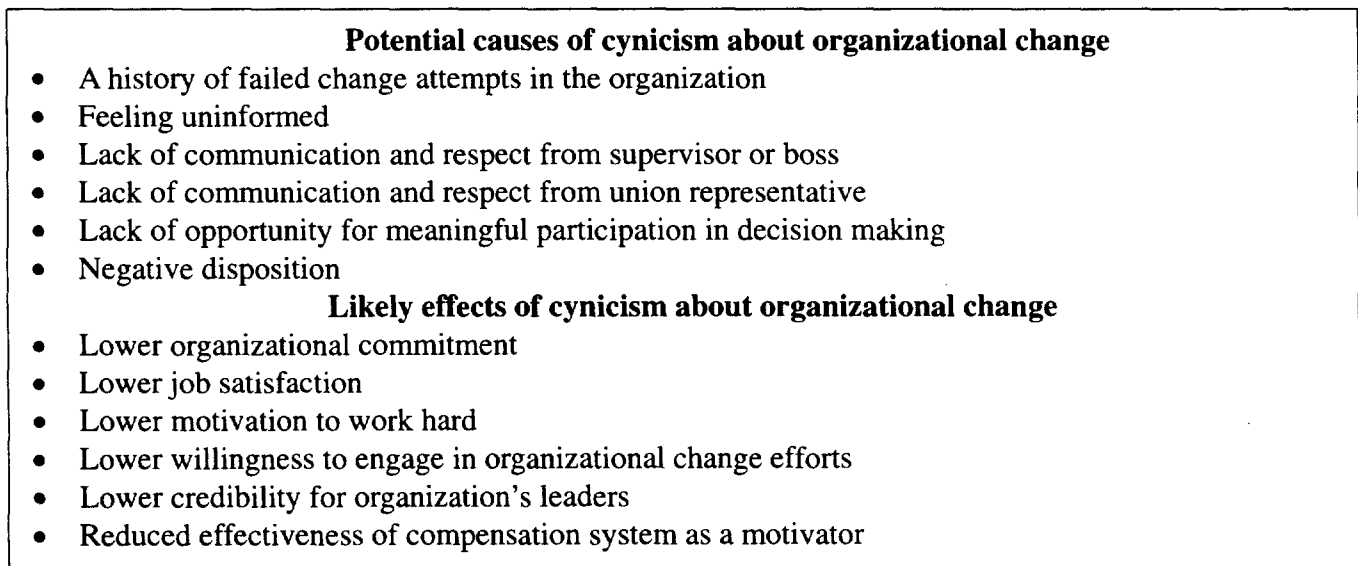 Potential causes of cynicism about organizational change
• A history of failed change attempts in the organization
• Feeling uninformed
• Lack of communication and respect from supervisor or boss
• Lack of communication and respect from union representative
• Lack of opportunity for meaningful participation in decision making
• Negative disposition
Likely effects of cynicism about organizational change
• Lower organizational commitment
• Lower job satisfaction
• Lower motivation to work hard
• Lower willingness to engage in organizational change efforts
• Lower credibility for organization's leaders
• Reduced effectiveness of compensation system as a motivator